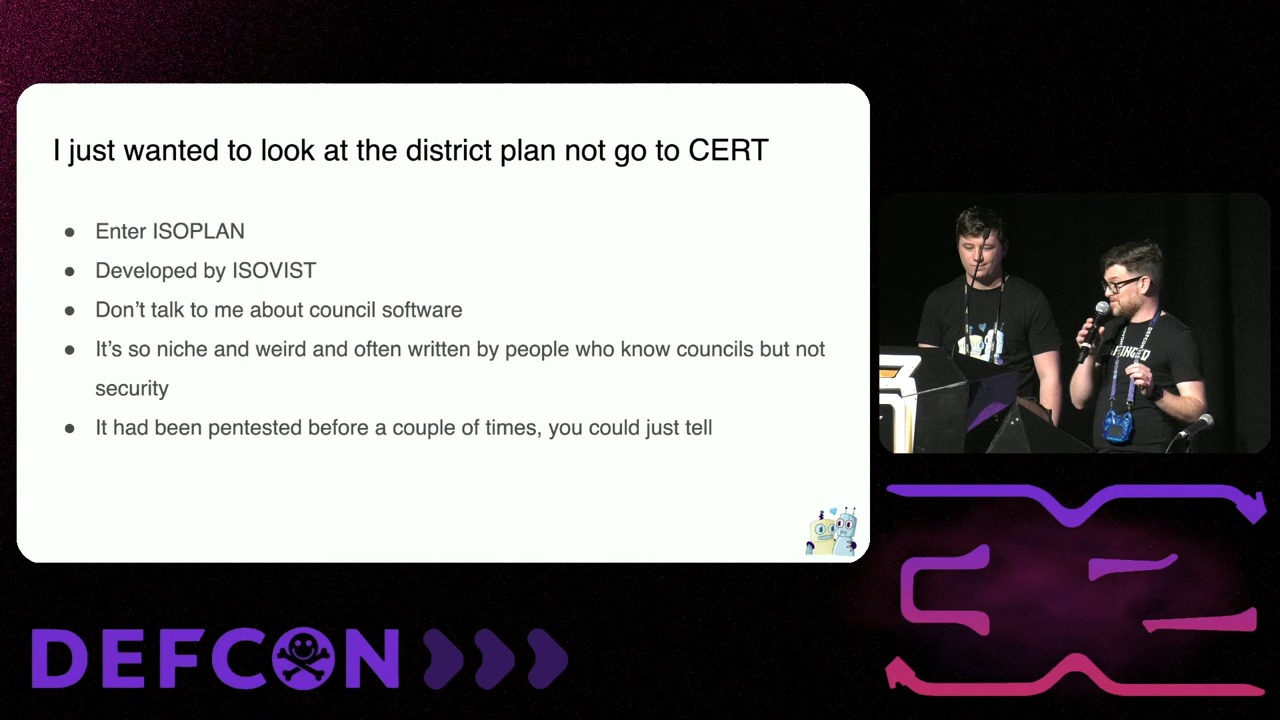 I just wanted to look at the district plan not go to CERT
● Enter ISOPLAN
● Developed by ISOVIST
● Don't talk to me about council software
● It's so niche and weird and often written by people who know councils but not
security
● It had been pentested before a couple of times, you could just tell
DEFCON